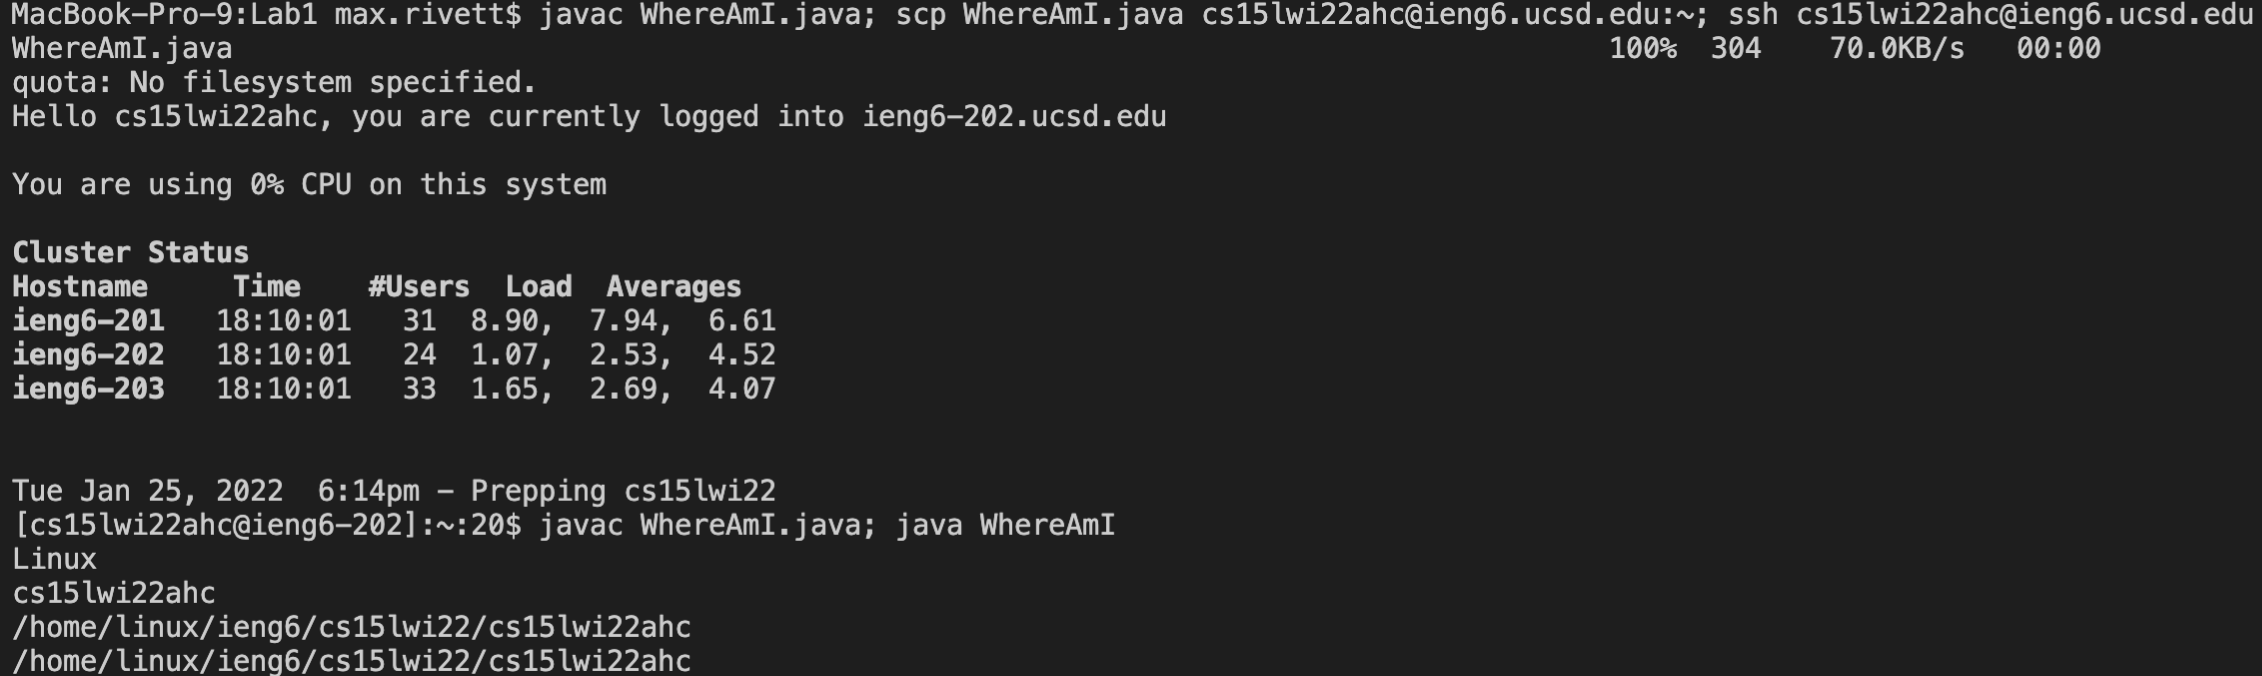 MacBook-Pro-9:Lab1 max.rivett$ javac WhereAmI.java; scp WhereAmI.java cs15lwi22ahc@ieng6.ucsd.edu:~; ssh cs15lwi22ahc@ieng6.ucsd.edu
WhereAmI.java 100% 304 70.0KB/s 00:00
quota: No filesystem specified.
Hello cs15lwi22ahc, you are currently logged into ieng6-202.ucsd.edu
You are using 0% CPU on this system
Cluster Status
Hostname Time #Users Load Averages
ieng6-201 18:10:01 31 8.90, 7.94, 6.61
ieng6-202 18:10:01 24 1.07, 2.53, 4.52
ieng6-203 18:10:01 33 1.65, 2.69, 4.07
Tue Jan 25, 2022 6:14pm - Prepping cs15lwi22
[cs15lwi22ahc@ieng6-202]:~:20$ javac WhereAmI.java; java WhereAmI
Linux
cs15lwi22ahc
/home/linux/ieng6/cs15lwi22/cs15lwi22ahc
/home/linux/ieng6/cs15lwi22/cs15lwi22ahc